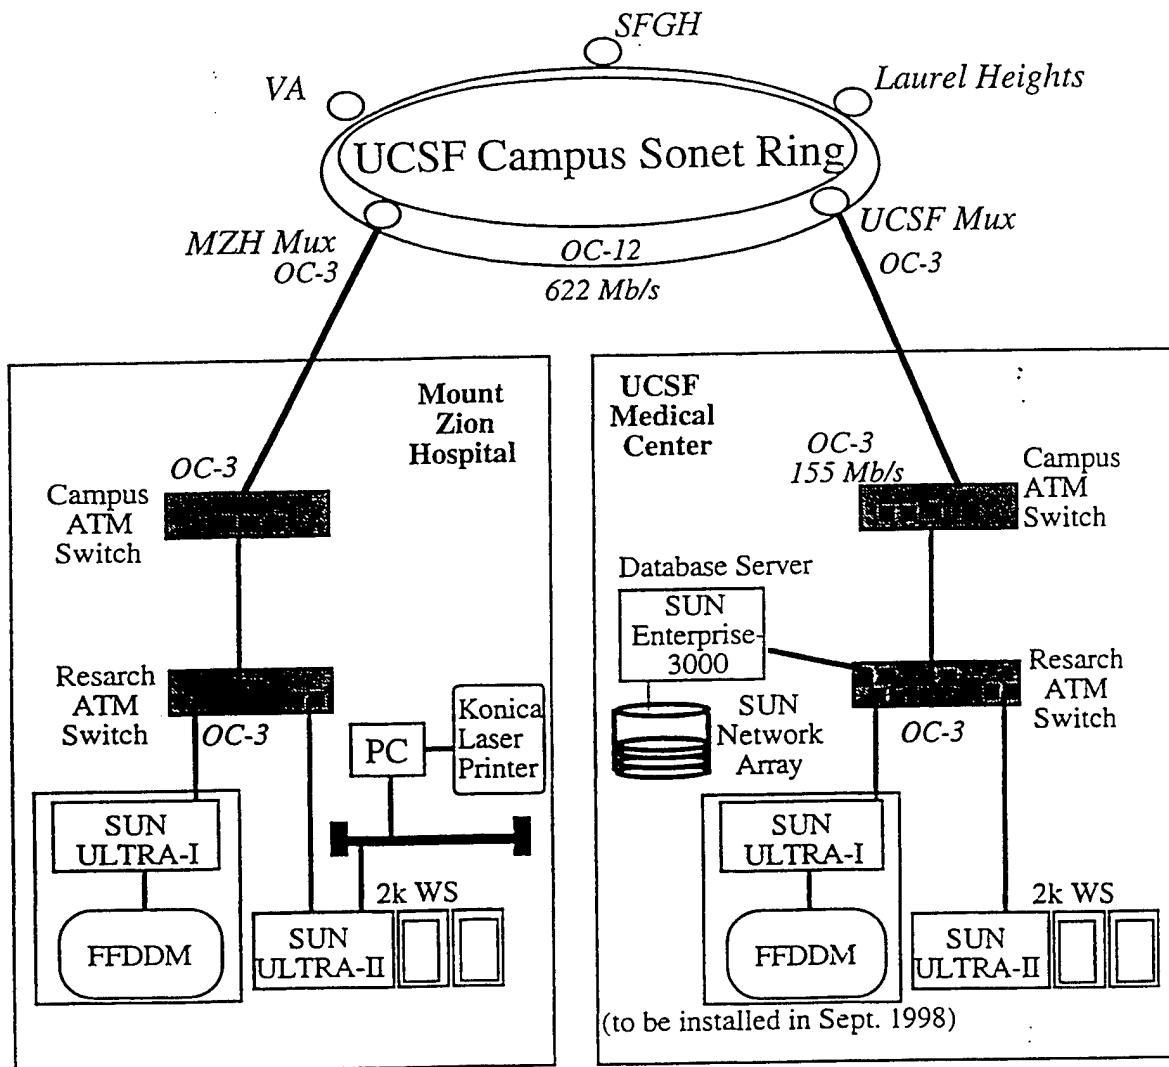 SFGH
VA
Laurel Heights
UCSF Campus Sonet Ring
MZH Mux
OC-3
OC-12
622 Mb/s
UCSF Mux
OC-3
Mount
Zion
Hospital
OC-3
Campus
ATM
Switch
Resarch
ATM
Switch
OC-3
PC
Konica
Laser
Printer
SUN
ULTRA-I
FFDDM
2k WS
SUN
ULTRA-II
UCSF
Medical
Center
OC-3
155 Mb/s
Campus
ATM
Switch
Database Server
SUN
Enterprise-
3000
Resarch
ATM
Switch
OC-3
SUN
Network
Array
SUN
ULTRA-I
FFDDM
2k WS
SUN
ULTRA-II
(to be installed in Sept. 1998)